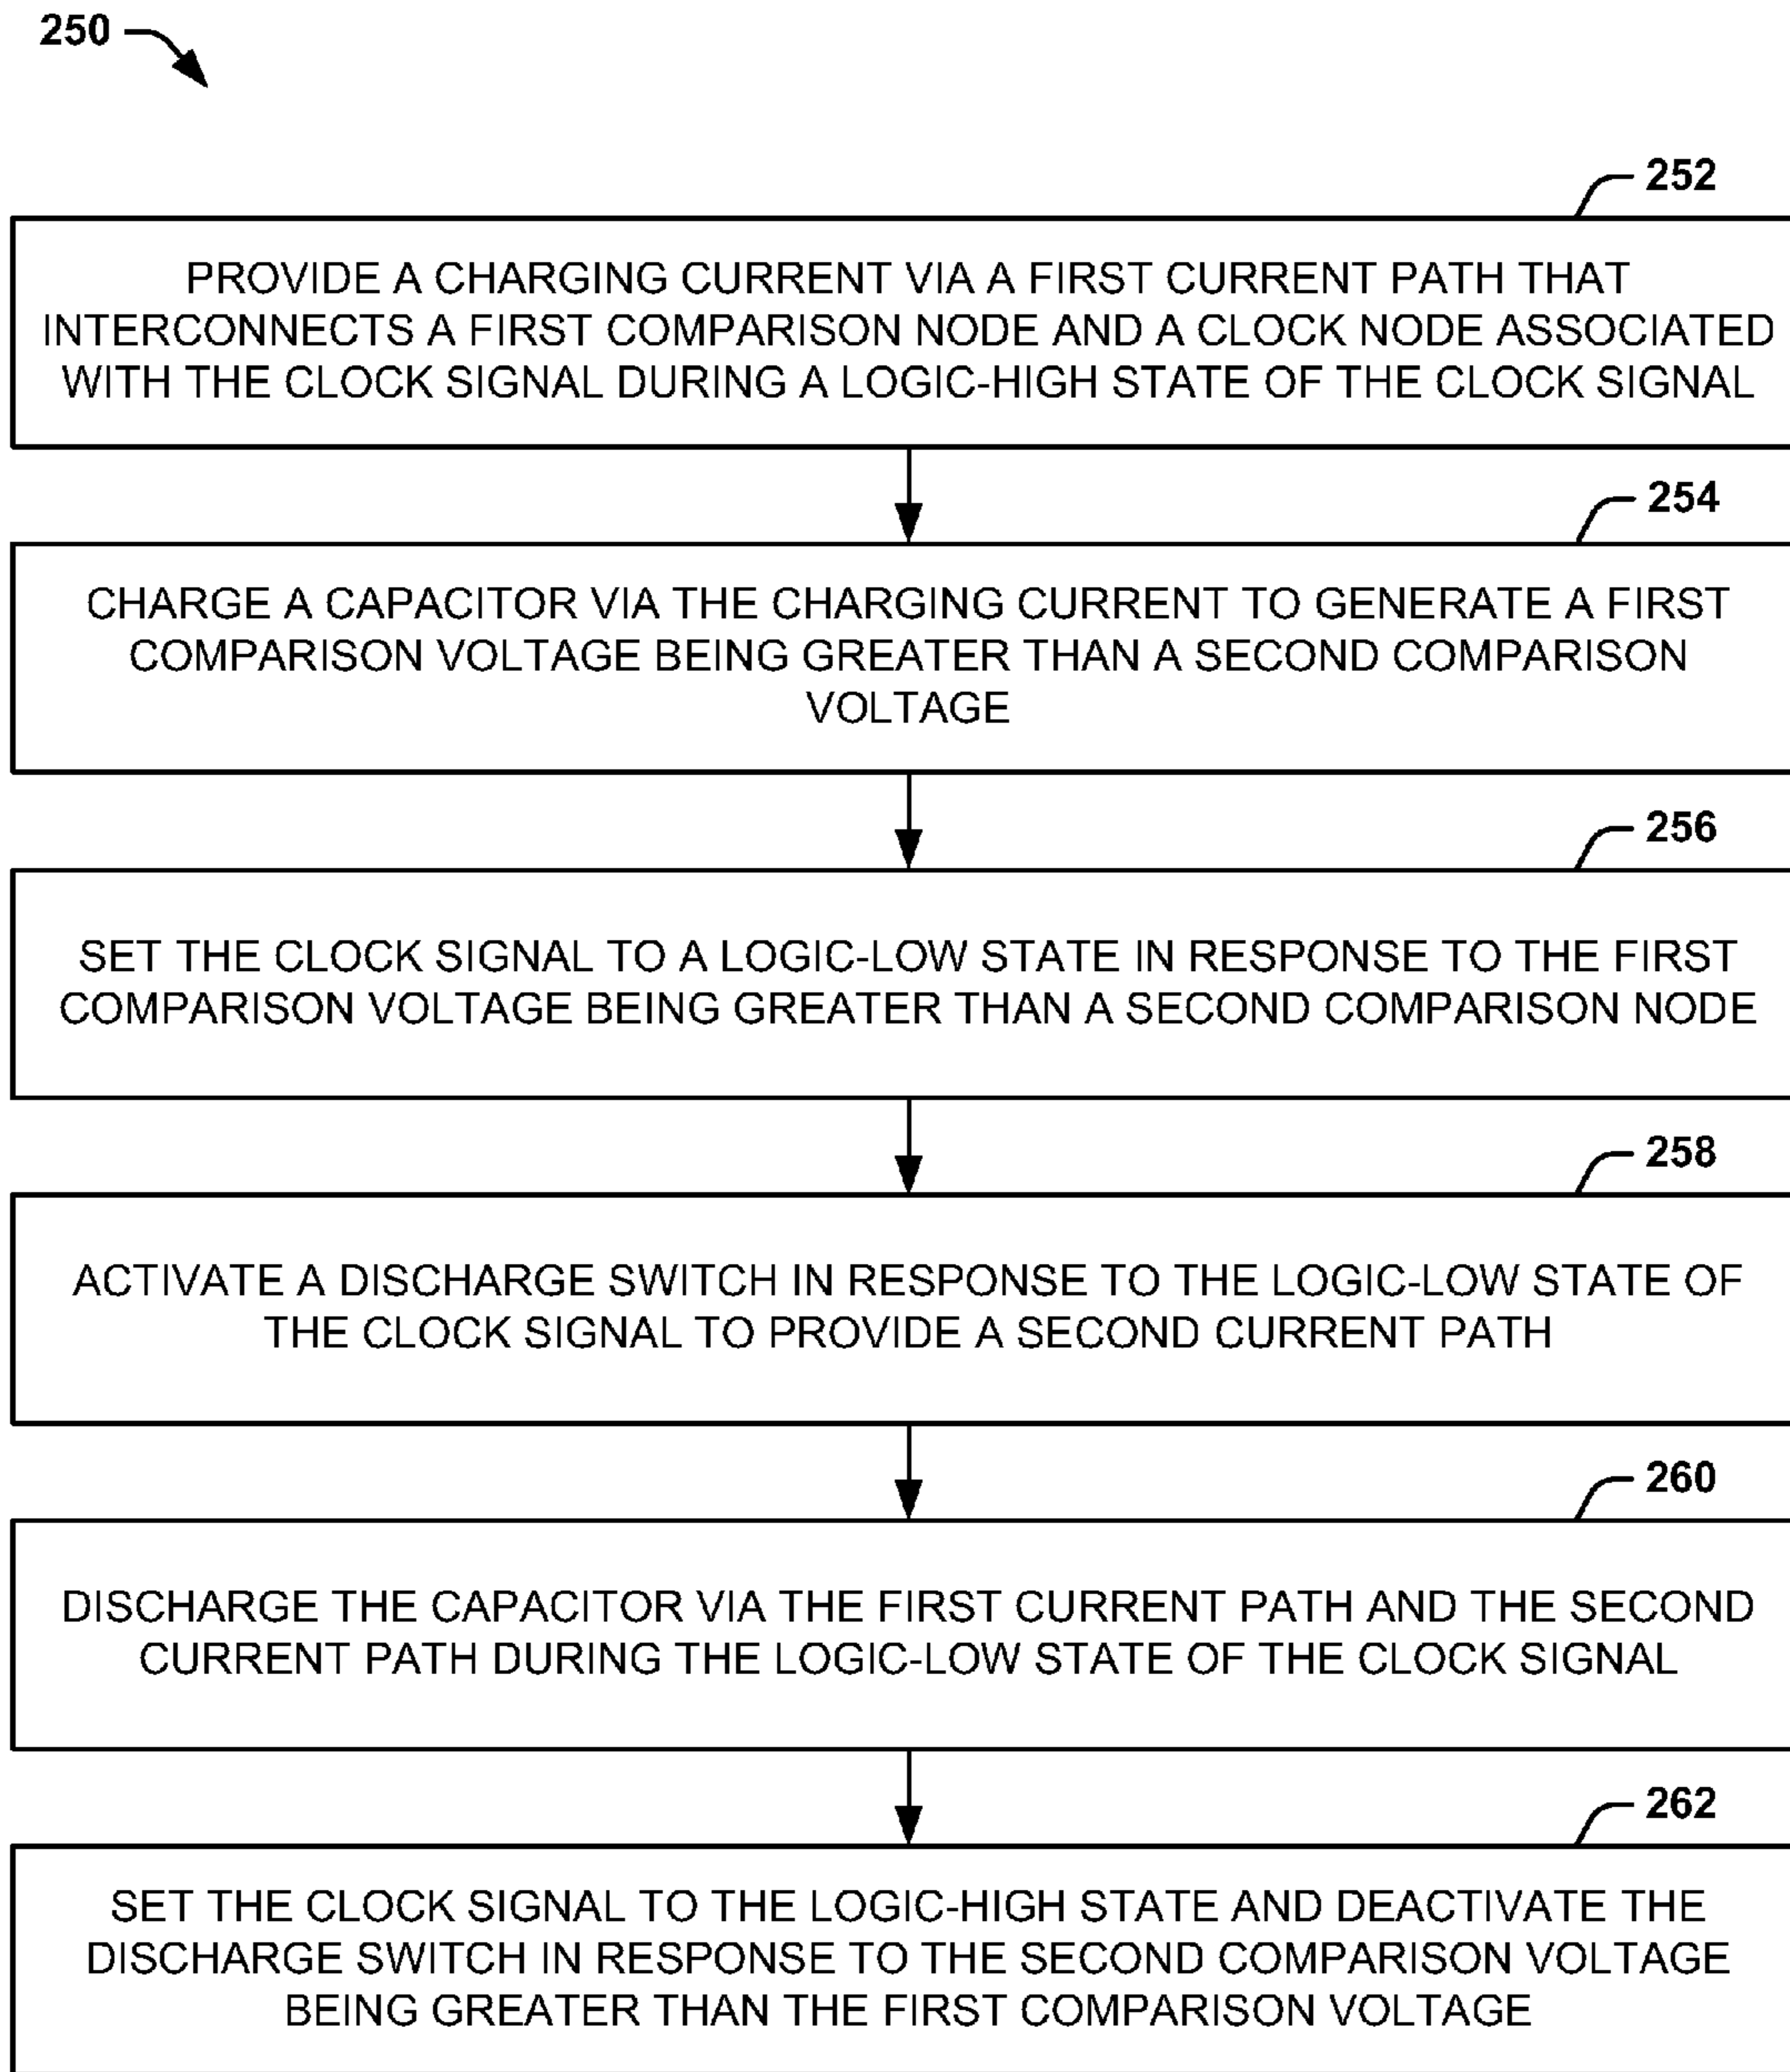 250
252
PROVIDE A CHARGING CURRENT VIA A FIRST CURRENT PATH THAT
INTERCONNECTS A FIRST COMPARISON NODE AND A CLOCK NODE ASSOCIATED
WITH THE CLOCK SIGNAL DURING A LOGIC-HIGH STATE OF THE CLOCK SIGNAL
254
CHARGE A CAPACITOR VIA THE CHARGING CURRENT TO GENERATE A FIRST
COMPARISON VOLTAGE BEING GREATER THAN A SECOND COMPARISON
VOLTAGE
256
SET THE CLOCK SIGNAL TO A LOGIC-LOW STATE IN RESPONSE TO THE FIRST
COMPARISON VOLTAGE BEING GREATER THAN A SECOND COMPARISON NODE
258
ACTIVATE A DISCHARGE SWITCH IN RESPONSE TO THE LOGIC-LOW STATE OF
THE CLOCK SIGNAL TO PROVIDE A SECOND CURRENT PATH
260
DISCHARGE THE CAPACITOR VIA THE FIRST CURRENT PATH AND THE SECOND
CURRENT PATH DURING THE LOGIC-LOW STATE OF THE CLOCK SIGNAL
262
SET THE CLOCK SIGNAL TO THE LOGIC-HIGH STATE AND DEACTIVATE THE
DISCHARGE SWITCH IN RESPONSE TO THE SECOND COMPARISON VOLTAGE
BEING GREATER THAN THE FIRST COMPARISON VOLTAGE